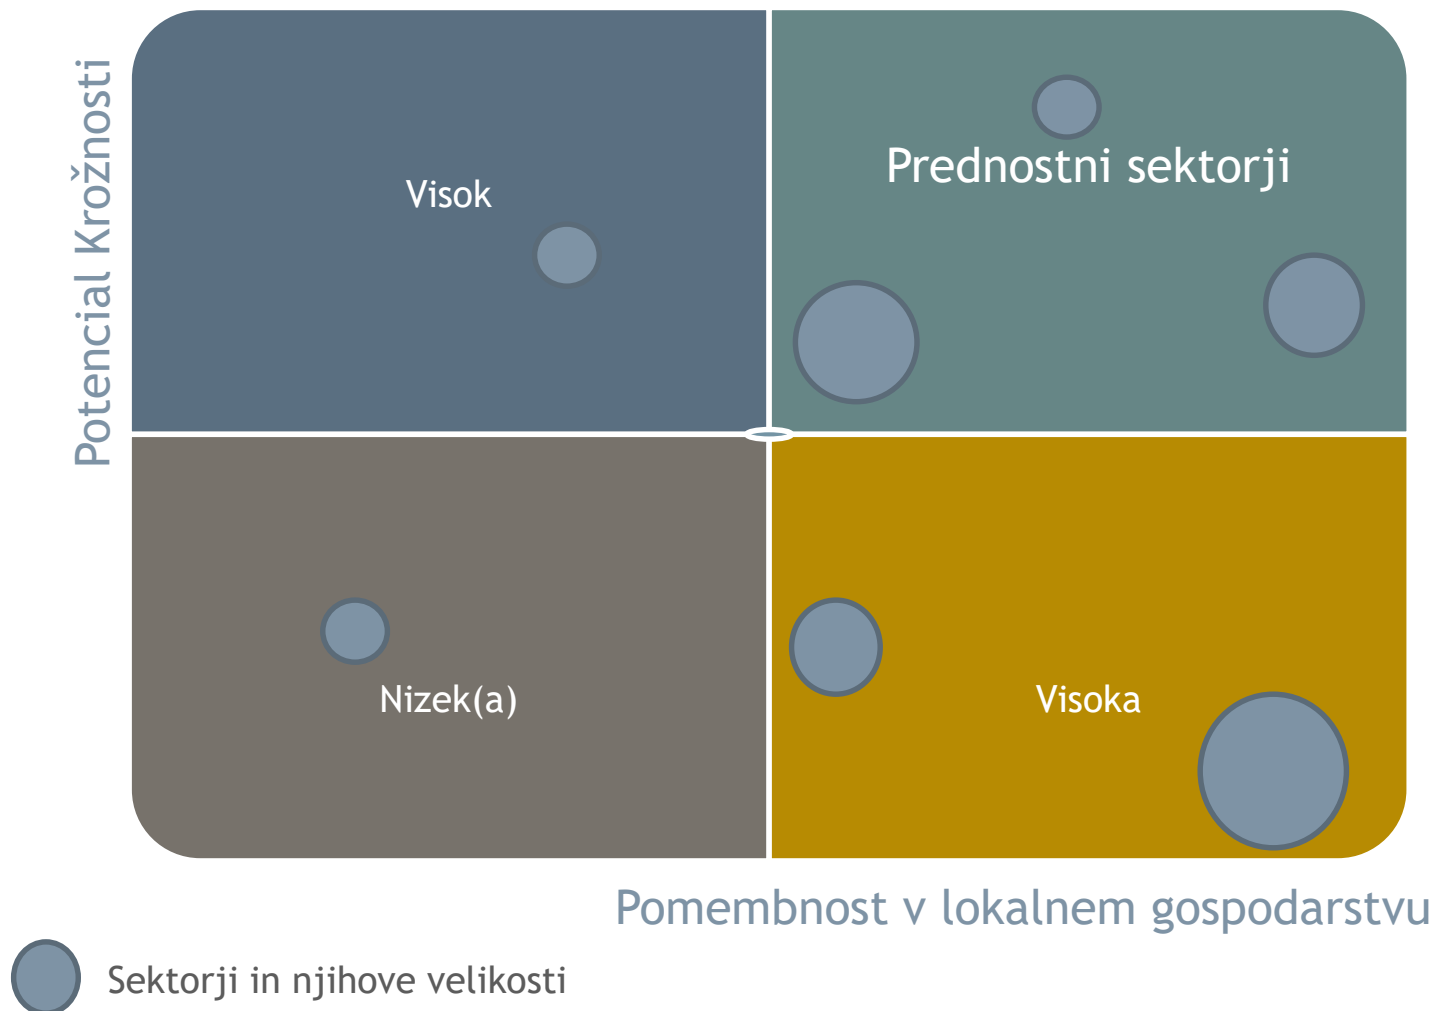 Potencial Krožnosti
Visok
Prednostni sektorji
Nizek(a)
Visoka
Pomembnost v lokalnem gospodarstvu
Sektorji in njihove velikosti